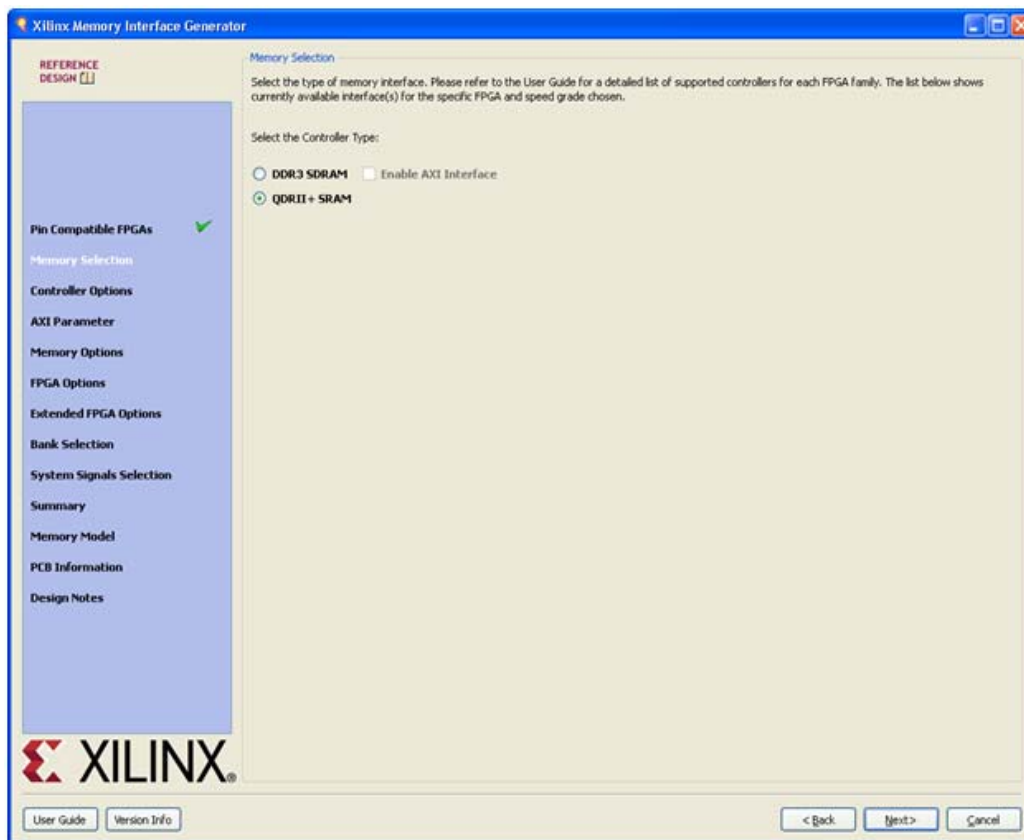 Xilinx Memory Interface Generator
REFERENCE
DESIGN
Pin Compatible FPGAs
Memory Selection
Controller Options
AXI Parameter
Memory Options
FPGA Options
Extended FPGA Options
Bank Selection
System Signals Selection
Summary
Memory Model
PCB Information
Design Notes
XILINX®
Memory Selection
Select the type of memory interface. Please refer to the User Guide for a detailed list of supported controllers for each FPGA family. The list below shows
currently available interface(s) for the specific FPGA and speed grade chosen.
Select the Controller Type:
DDR3 SDRAM Enable AXI Interface
QDRII+ SRAM
User Guide Version Info < Back Next> Cancel